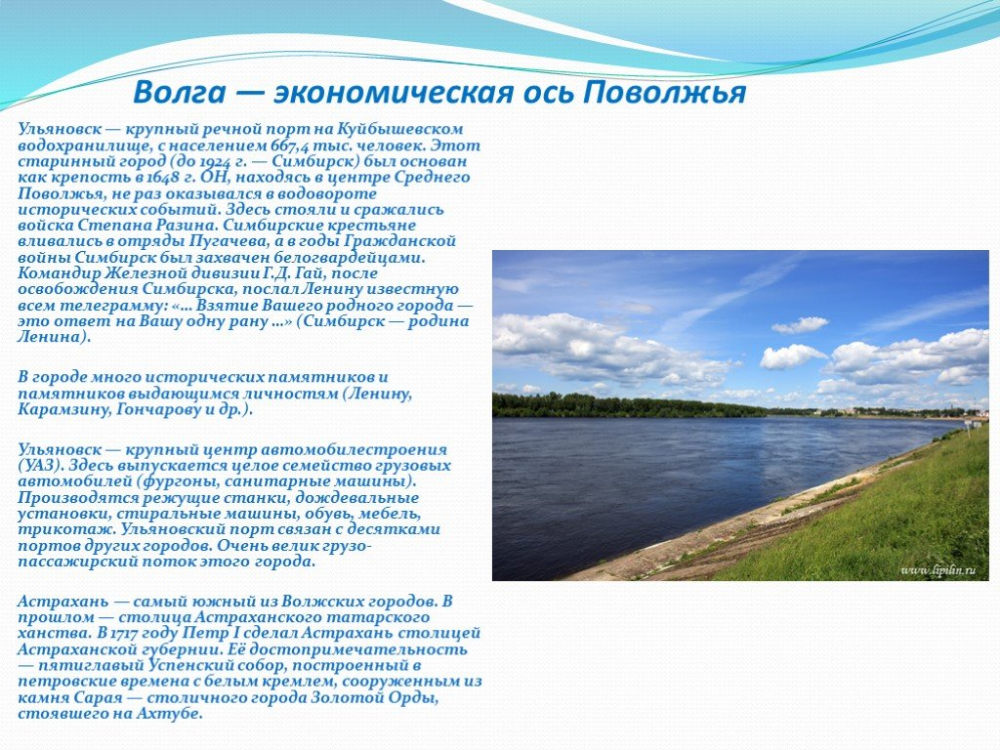 Волга — экономическая ось Поволжья
Ульяновск — крупный речной порт на Куйбышевском
водохранилище, с населением 667,4 тыс. человек. Этот
старинный город (до 1924 г. — Симбирск) был основан
как крепость в 1648 г. ОН, находясь в центре Среднего
Поволжья, не раз оказывался в водовороте
исторических событий. Здесь стояли и сражались
войска Степана Разина. Симбирские крестьяне
вливались в отряды Пугачева, а в годы Гражданской
войны Симбирск был захвачен белогвардейцами.
Командир Железной дивизии Г.Д. Гай, после
освобождения Симбирска, послал Ленину известную
всем телеграмму: «... Взятие Вашего родного города —
это ответ на Вашу одну рану ...» (Симбирск — родина
Ленина).
В городе много исторических памятников и
памятников выдающимся личностям (Ленину,
Карамзину, Гончарову и др.).
Ульяновск — крупный центр автомобилестроения
(УАЗ). Здесь выпускается целое семейство грузовых
автомобилей (фургоны, санитарные машины).
Производятся режущие станки, дождевальные
установки, стиральные машины, обувь, мебель,
трикотаж. Ульяновский порт связан с десятками
портов других городов. Очень велик грузо-
пассажирский поток этого города.
Астрахань — самый южный из Волжских городов. В
прошлом — столица Астраханского татарского
ханства. В 1717 году Петр I сделал Астрахань столицей
Астраханской губернии. Её достопримечательность
— пятиглавый Успенский собор, построенный в
петровские времена с белым кремлем, сооруженным из
камня Сарая — столичного города Золотой Орды,
стоявшего на Ахтубе.
www.lipilin.ru